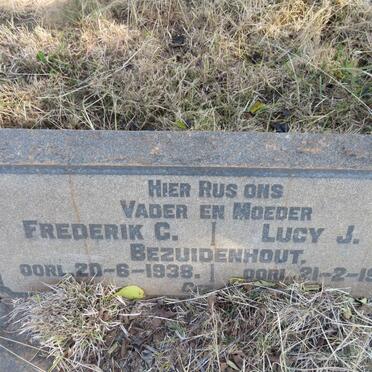 HIER RUS ONS
VADER EN MOEDER
FREDERIK C. LUCY J.
BEZUIDENHOUT.
OORL. 20-6-1938. OORL. 21-2-19